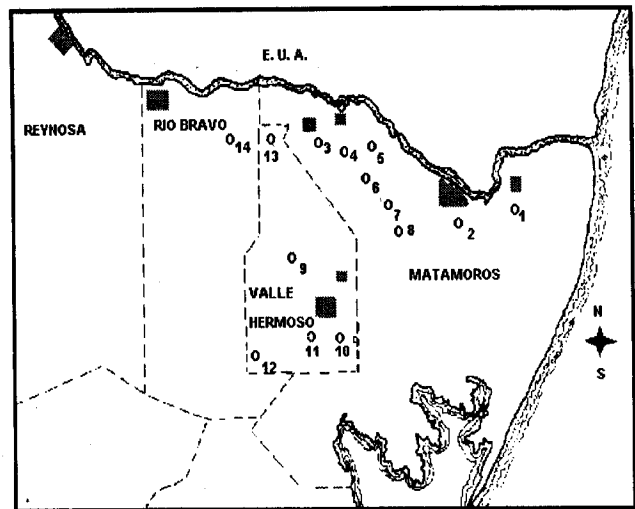 E. U. A.
REYNOSA
RIO BRAVO
14
13
3
4
5
6
7
8
2
1
9
MATAMOROS
VALLE
HERMOSO
N
S
11
10
12